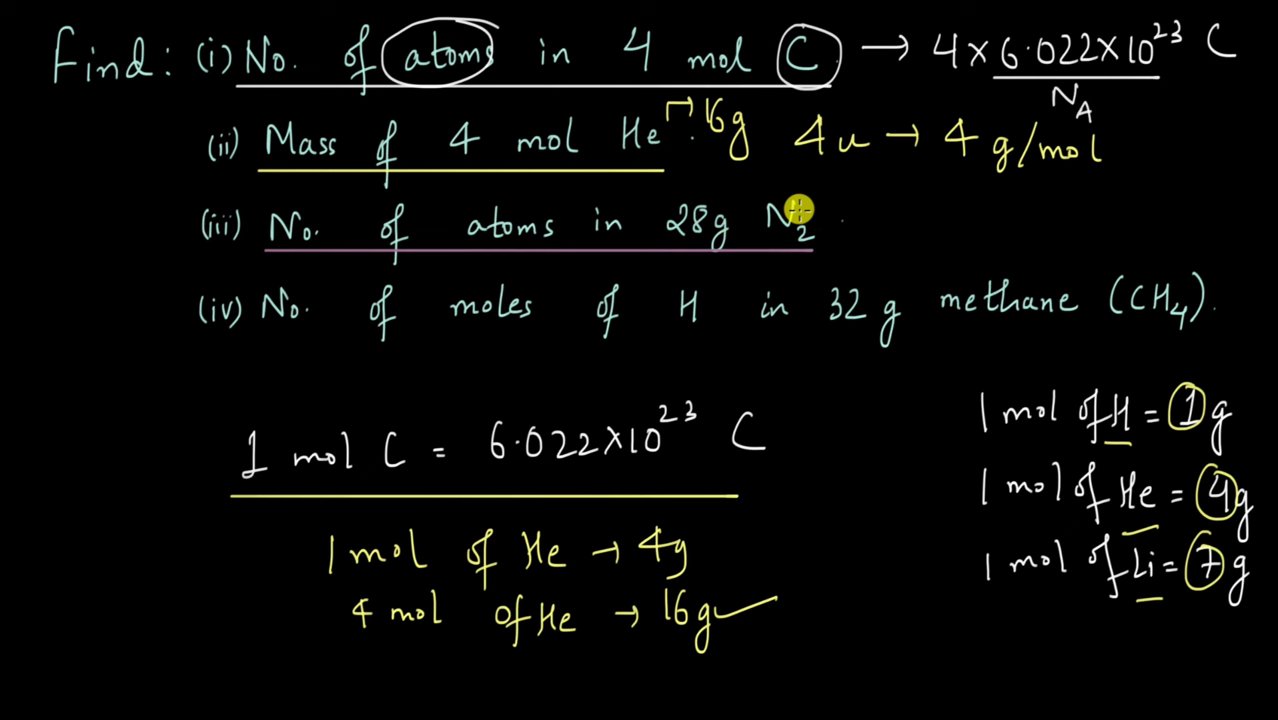 Find: (i) No. of atoms in 4 mol C → 4×6.022×10²³ C
N_A
(ii) Mass of 4 mol He. → 16g 4u → 4 g/mol
(iii) No. of atoms in 28g N₂.
(iv) No. of moles of H in 32 g methane (CH₄).
1 mol C = 6.022×10²³ C
1 mol of He → 4g
4 mol of He → 16g
1 mol of H = 1g
1 mol of He = 4g
1 mol of Li = 7g